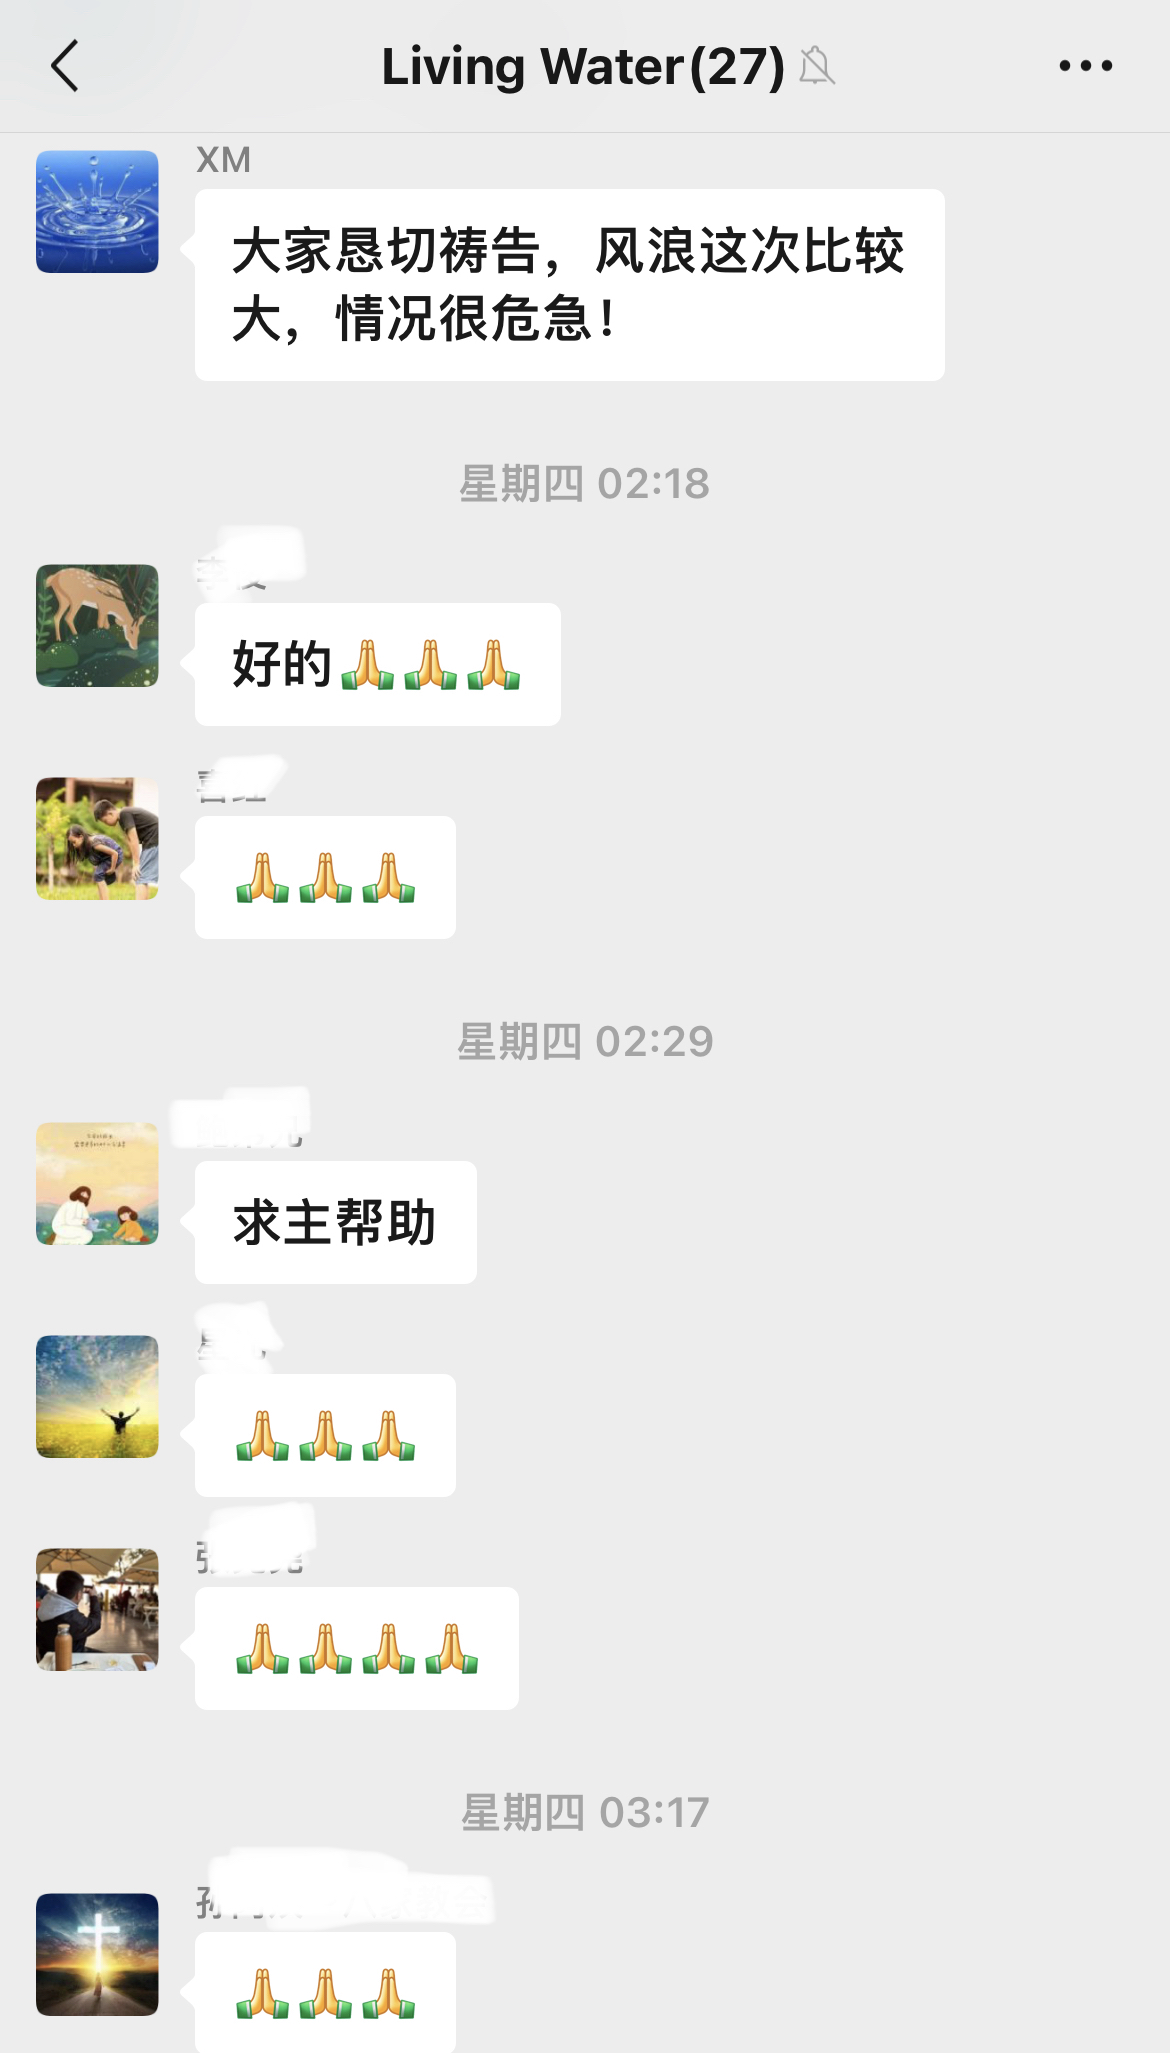 Living Water(27)
XM
大家恳切祷告，风浪这次比较
大，情况很危急！
星期四 02:18
好的🙏🙏🙏
🙏🙏🙏
星期四 02:29
求主帮助
🙏🙏🙏
🙏🙏🙏🙏
星期四 03:17
🙏🙏🙏